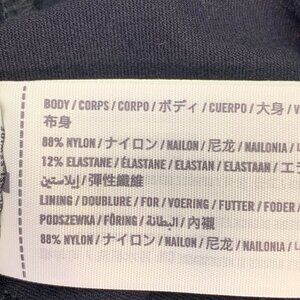 BODY / CORPS / CORPO / ボディ / CUERPO / 大身 /
布身
88% NYLON / ナイロン / NAILON / 尼龙 / NAILONIA /
12% ELASTANE / ÉLASTANE / ELASTAN / ELASTAAN / エラ
إيلاستين / 彈性纖維
LINING / DOUBLURE / FOR / VOERING / FUTTER / FODER /
PODSZEWKA / FÔRING / البطانة / 內襯
88% NYLON / ナイロン / NAILON / 尼龙 / NAILONIA /